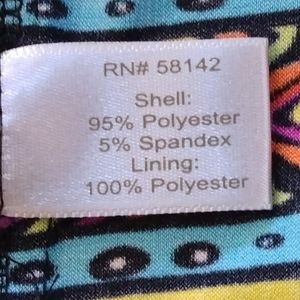 RN# 58142
Shell:
95% Polyester
5% Spandex
Lining:
100% Polyester